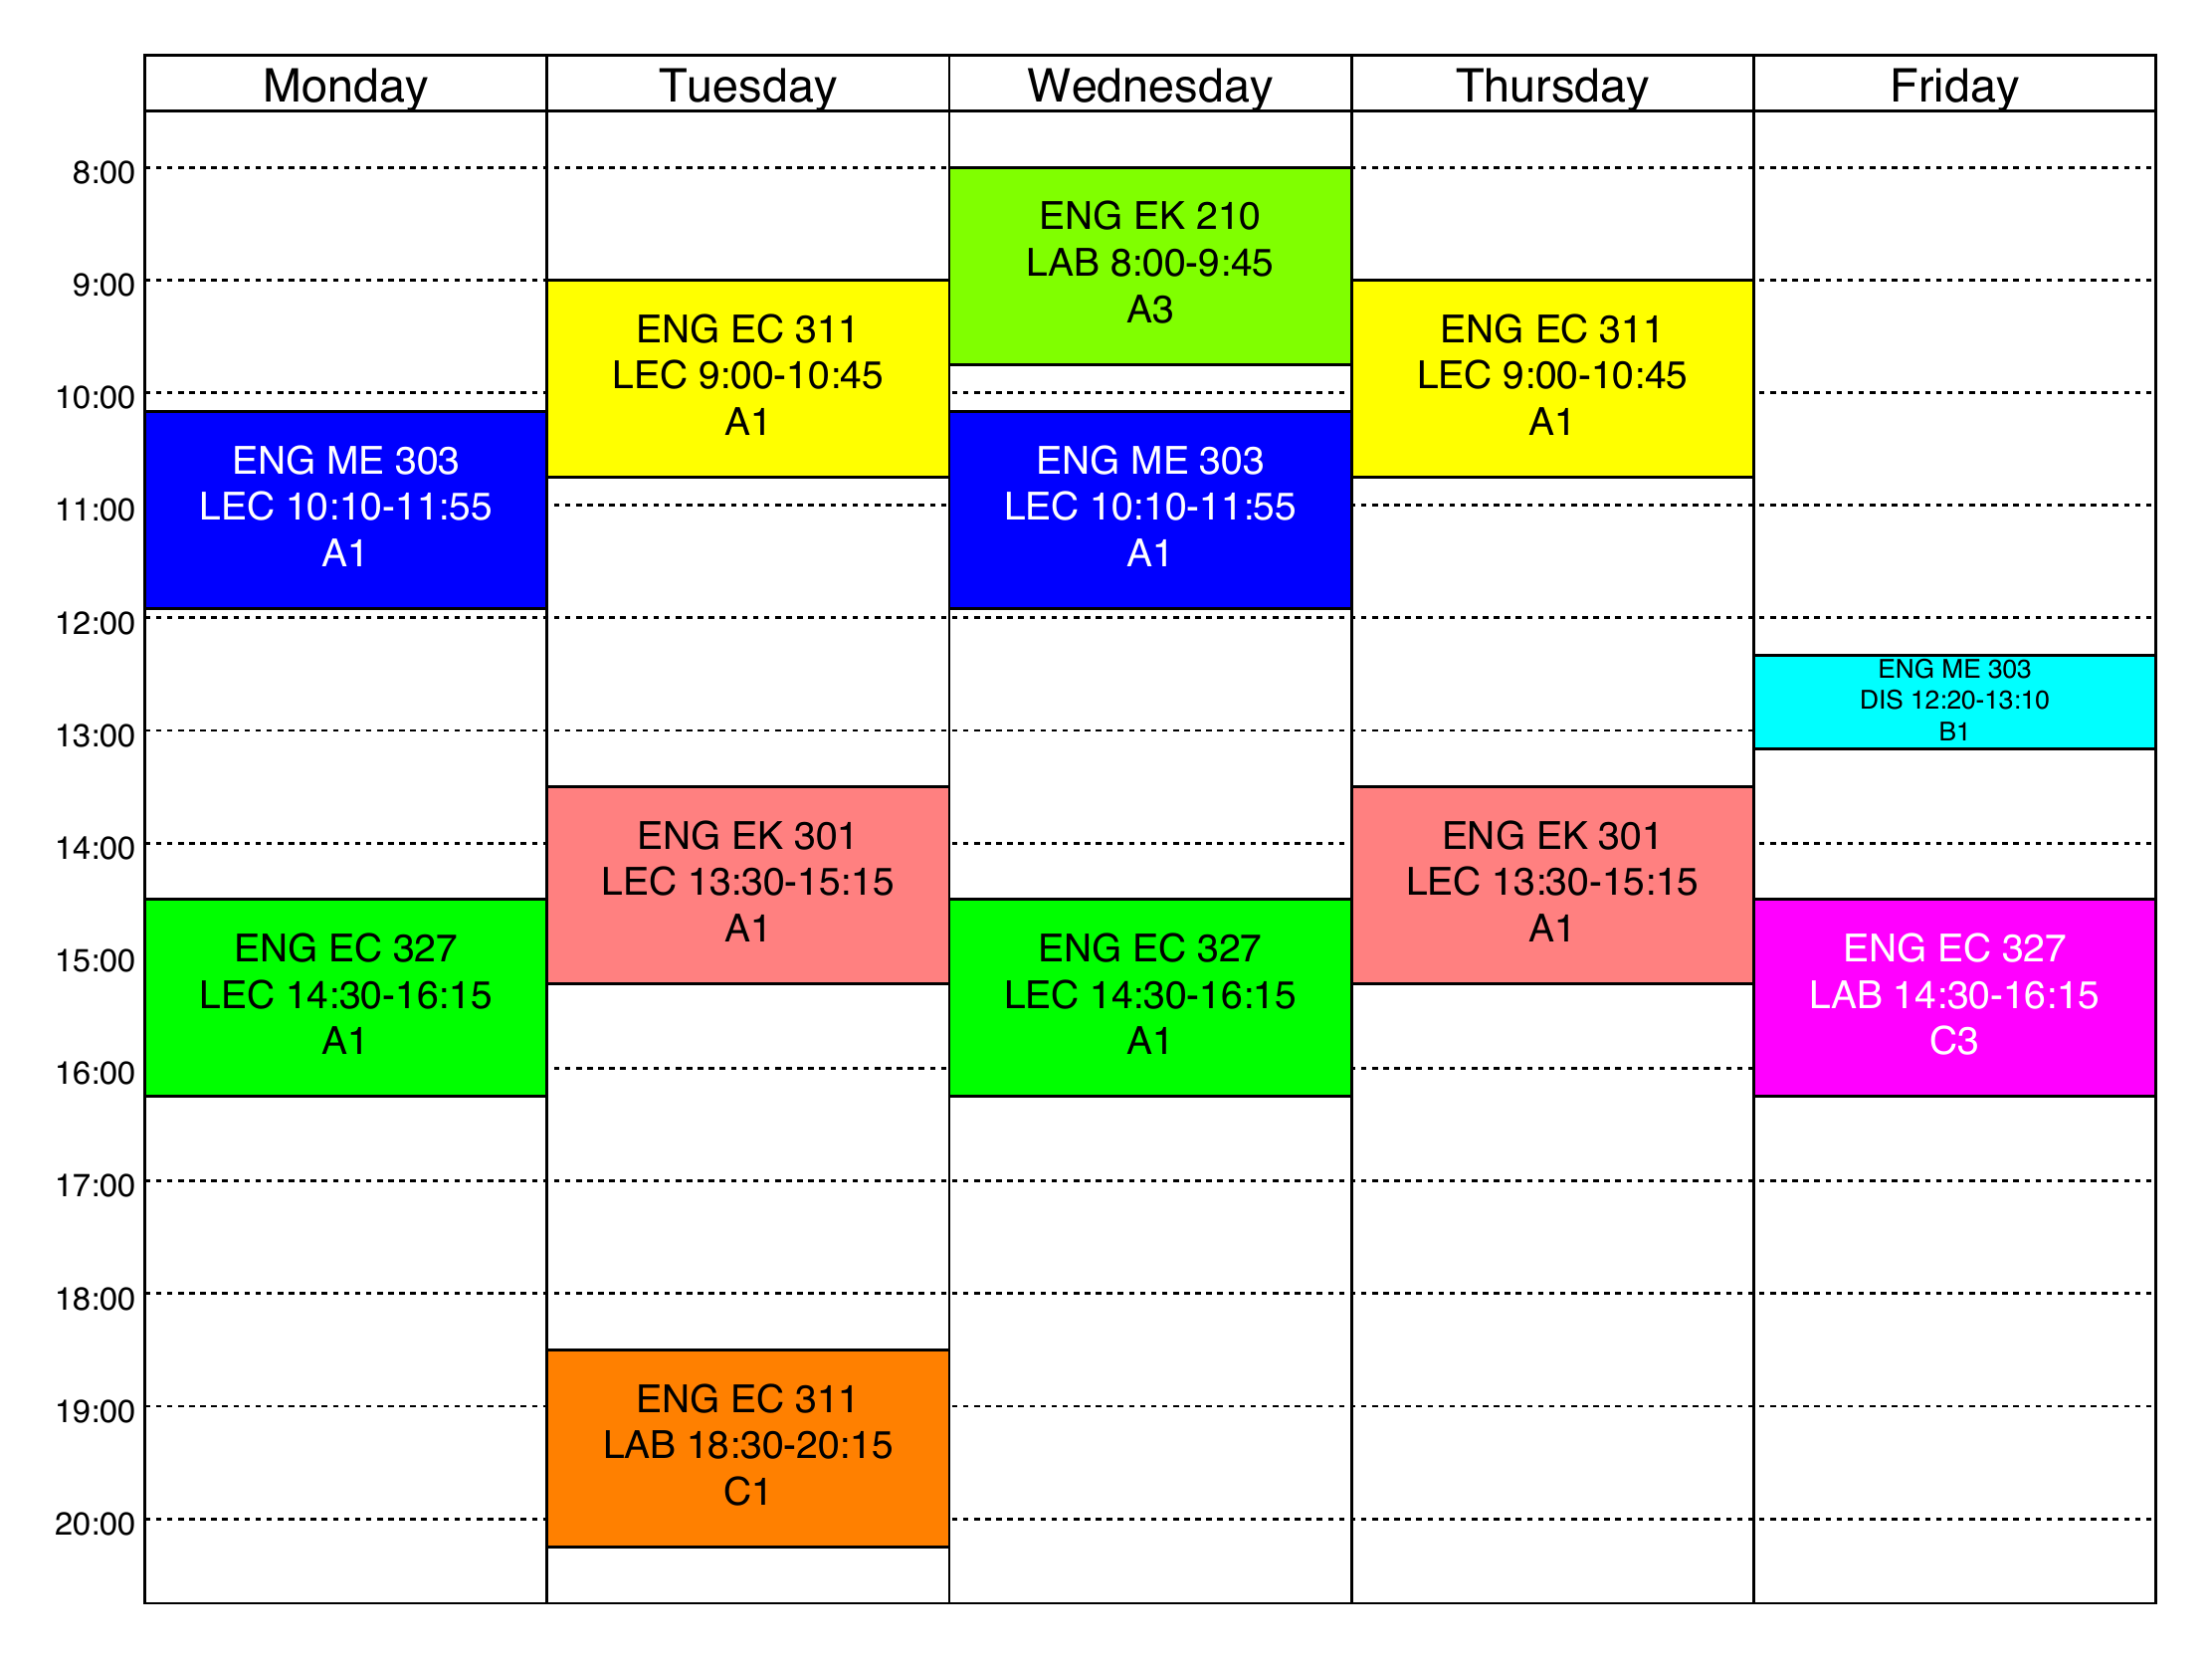 Monday Tuesday Wednesday Thursday Friday
8:00
9:00
10:00
11:00
12:00
13:00
14:00
15:00
16:00
17:00
18:00
19:00
20:00
ENG ME 303
LEC 10:10-11:55
A1
ENG EC 327
LEC 14:30-16:15
A1
ENG EC 311
LEC 9:00-10:45
A1
ENG EK 301
LEC 13:30-15:15
A1
ENG EC 311
LAB 18:30-20:15
C1
ENG EK 210
LAB 8:00-9:45
A3
ENG ME 303
LEC 10:10-11:55
A1
ENG EC 327
LEC 14:30-16:15
A1
ENG EC 311
LEC 9:00-10:45
A1
ENG EK 301
LEC 13:30-15:15
A1
ENG ME 303
DIS 12:20-13:10
B1
ENG EC 327
LAB 14:30-16:15
C3